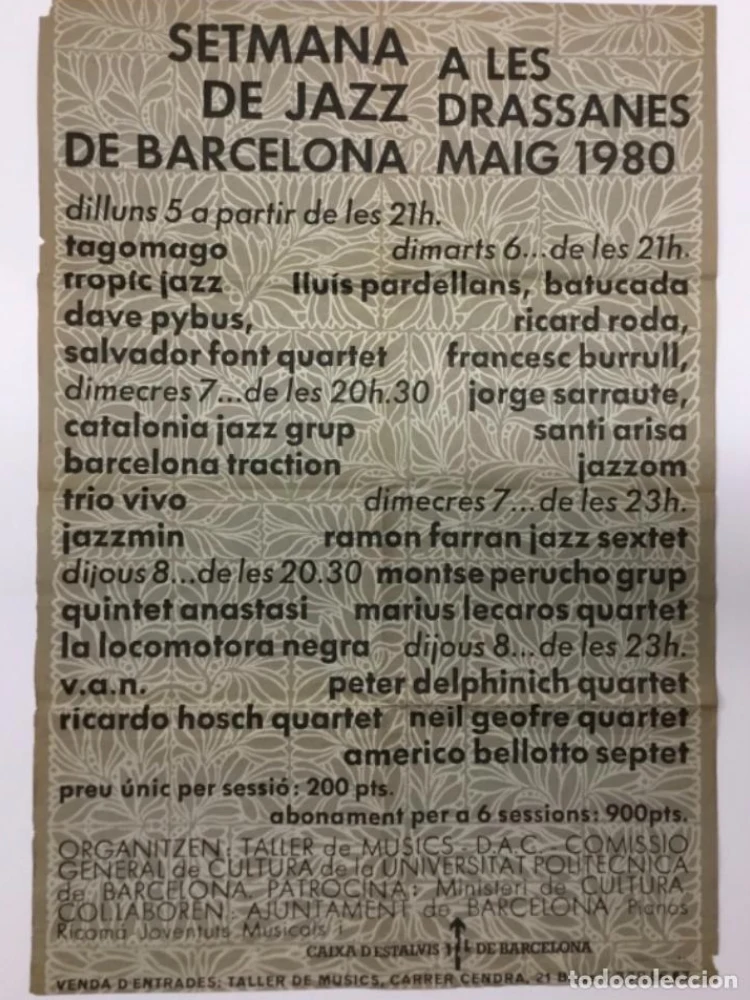 SETMANA A LES
DE JAZZ DRASSANES
DE BARCELONA MAIG 1980
dilluns 5 a partir de les 21h.
tagomago dimarts 6...de les 21h.
tropic jazz lluís pardellans, batucada
dave pybus, ricard roda,
salvador font quartet francesc burrull,
dimecres 7...de les 20h.30 jorge sarraute,
catalonia jazz grup santi arisa
barcelona traction jazzom
trio vivo dimecres 7...de les 23h.
jazzmin ramon farran jazz sextet
dijous 8...de les 20.30 montse perucho grup
quintet anastasi marius lecaros quartet
la locomotora negra dijous 8...de les 23h.
v.a.n. peter delphinich quartet
ricardo hosch quartet neil geofre quartet
americo bellotto septet
preu únic per sessió: 200 pts.
abonament per a 6 sessions: 900pts.
ORGANITZEN: TALLER de MUSICS - D.A.C. - COMISSIO
GENERAL de CULTURA de la UNIVERSITAT POLITECNICA
de BARCELONA. PATROCINA: Ministeri de CULTURA.
COL·LABOREN: AJUNTAMENT de BARCELONA Pianos
Ricomà Joventuts Musicals i
CAIXA D'ESTALVIS DE BARCELONA
VENDA D'ENTRADES: TALLER DE MUSICS, CARRER CENDRA, 21
todocoleccion